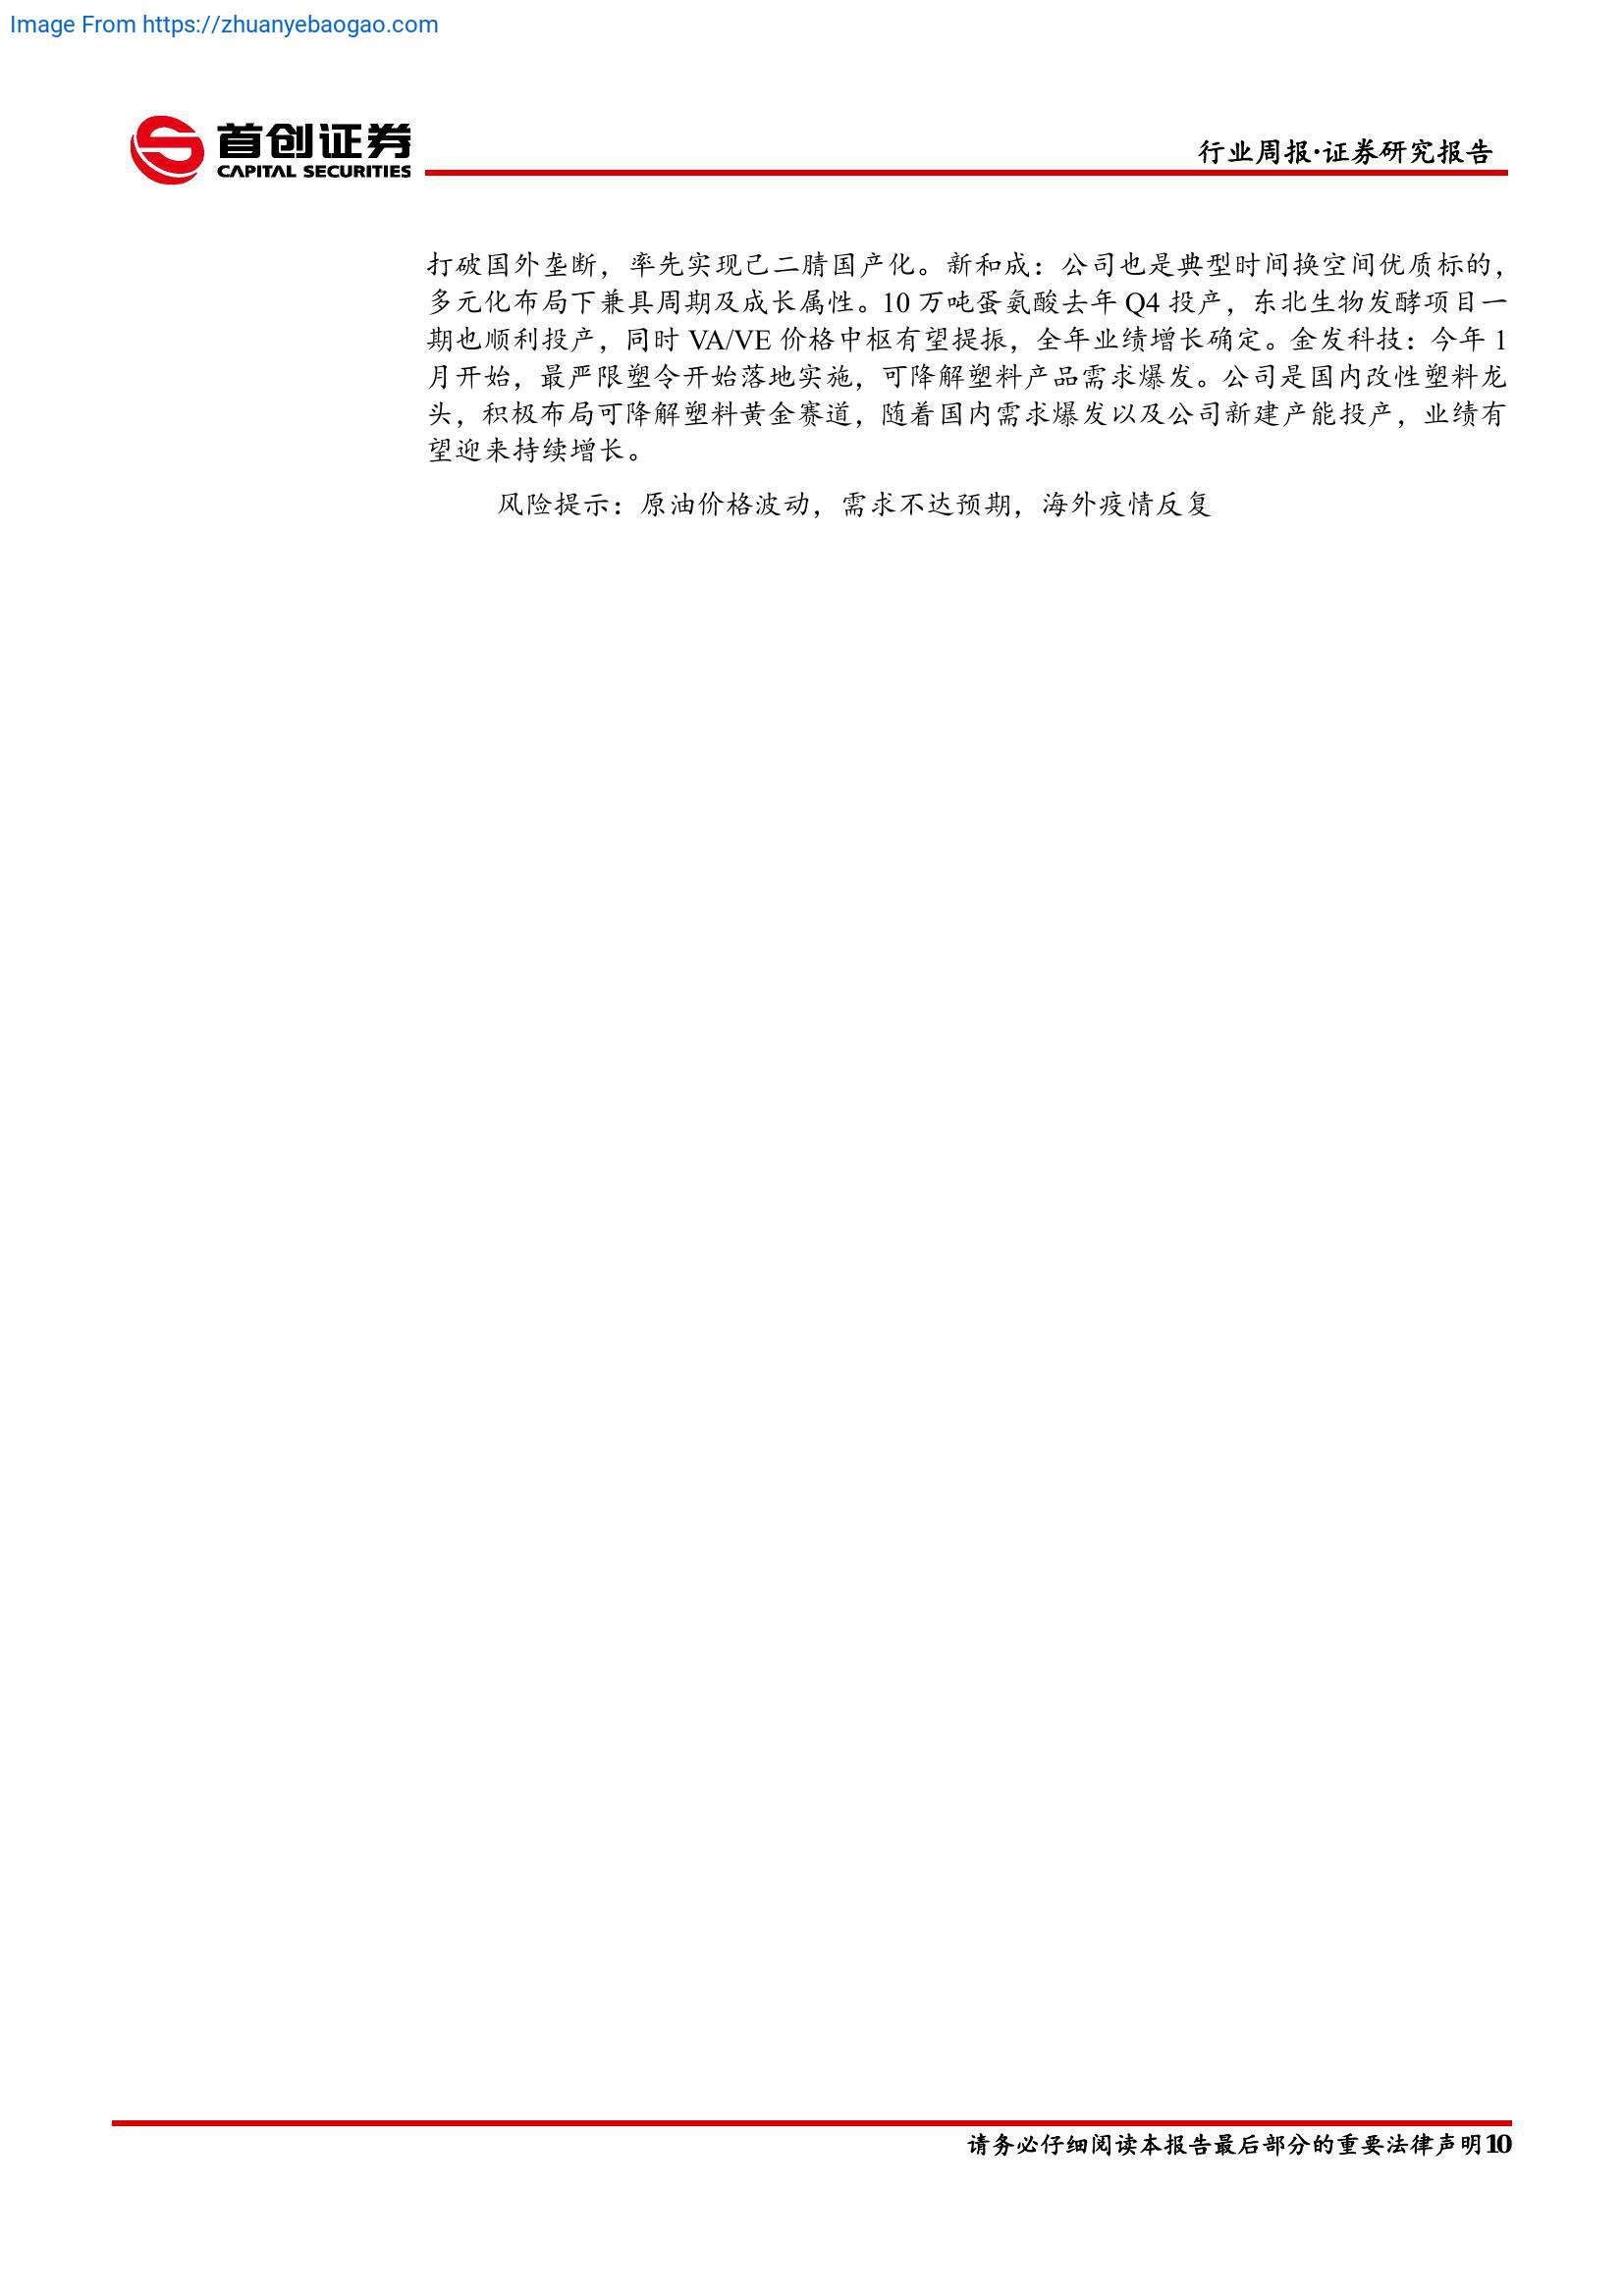 Image From https://zhuanyebaogao.com
首创证券
CAPITAL SECURITIES
行业周报·证券研究报告
打破国外垄断，率先实现己二腈国产化。新和成：公司也是典型时间换空间优质标的，
多元化布局下兼具周期及成长属性。10 万吨蛋氨酸去年 Q4 投产，东北生物发酵项目一
期也顺利投产，同时 VA/VE 价格中枢有望提振，全年业绩增长确定。金发科技：今年 1
月开始，最严限塑令开始落地实施，可降解塑料产品需求爆发。公司是国内改性塑料龙
头，积极布局可降解塑料黄金赛道，随着国内需求爆发以及公司新建产能投产，业绩有
望迎来持续增长。
风险提示：原油价格波动，需求不达预期，海外疫情反复
请务必仔细阅读本报告最后部分的重要法律声明 10